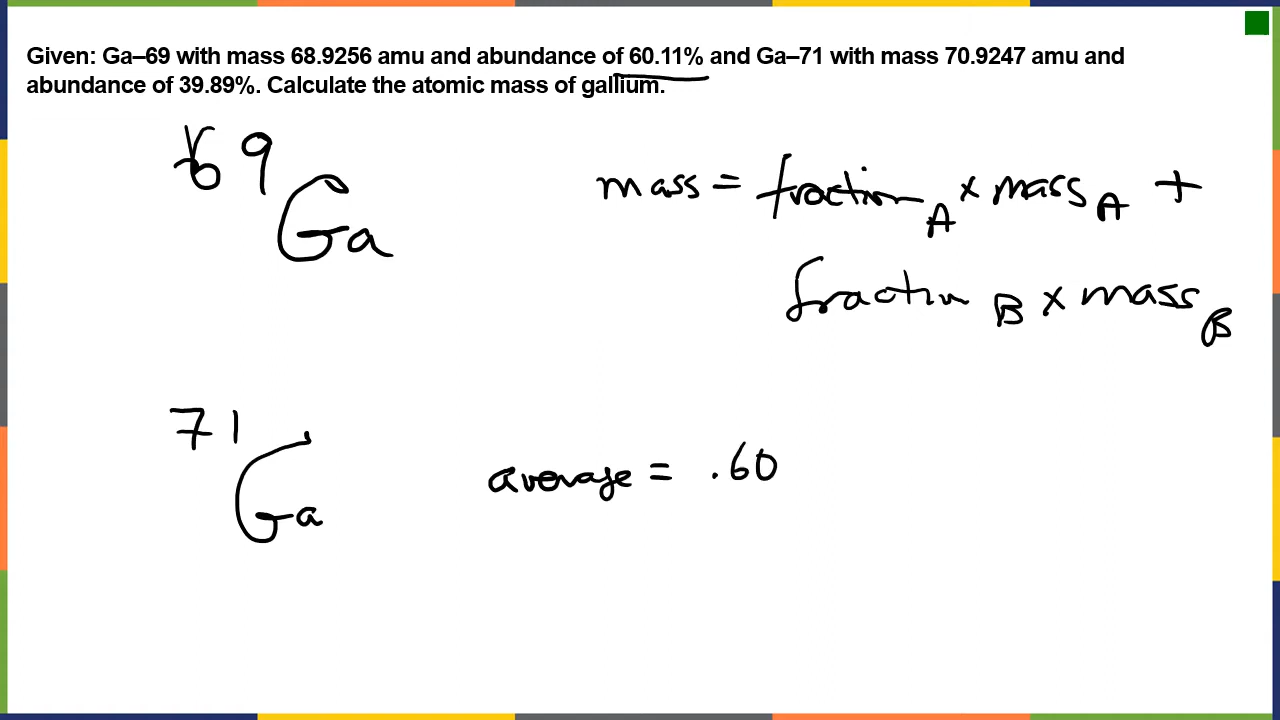 Given: Ga–69 with mass 68.9256 amu and abundance of 60.11% and Ga–71 with mass 70.9247 amu and
abundance of 39.89%. Calculate the atomic mass of gallium.
69 Ga
mass = fraction A × mass A +
fraction B × mass B
71 Ga
average = .60